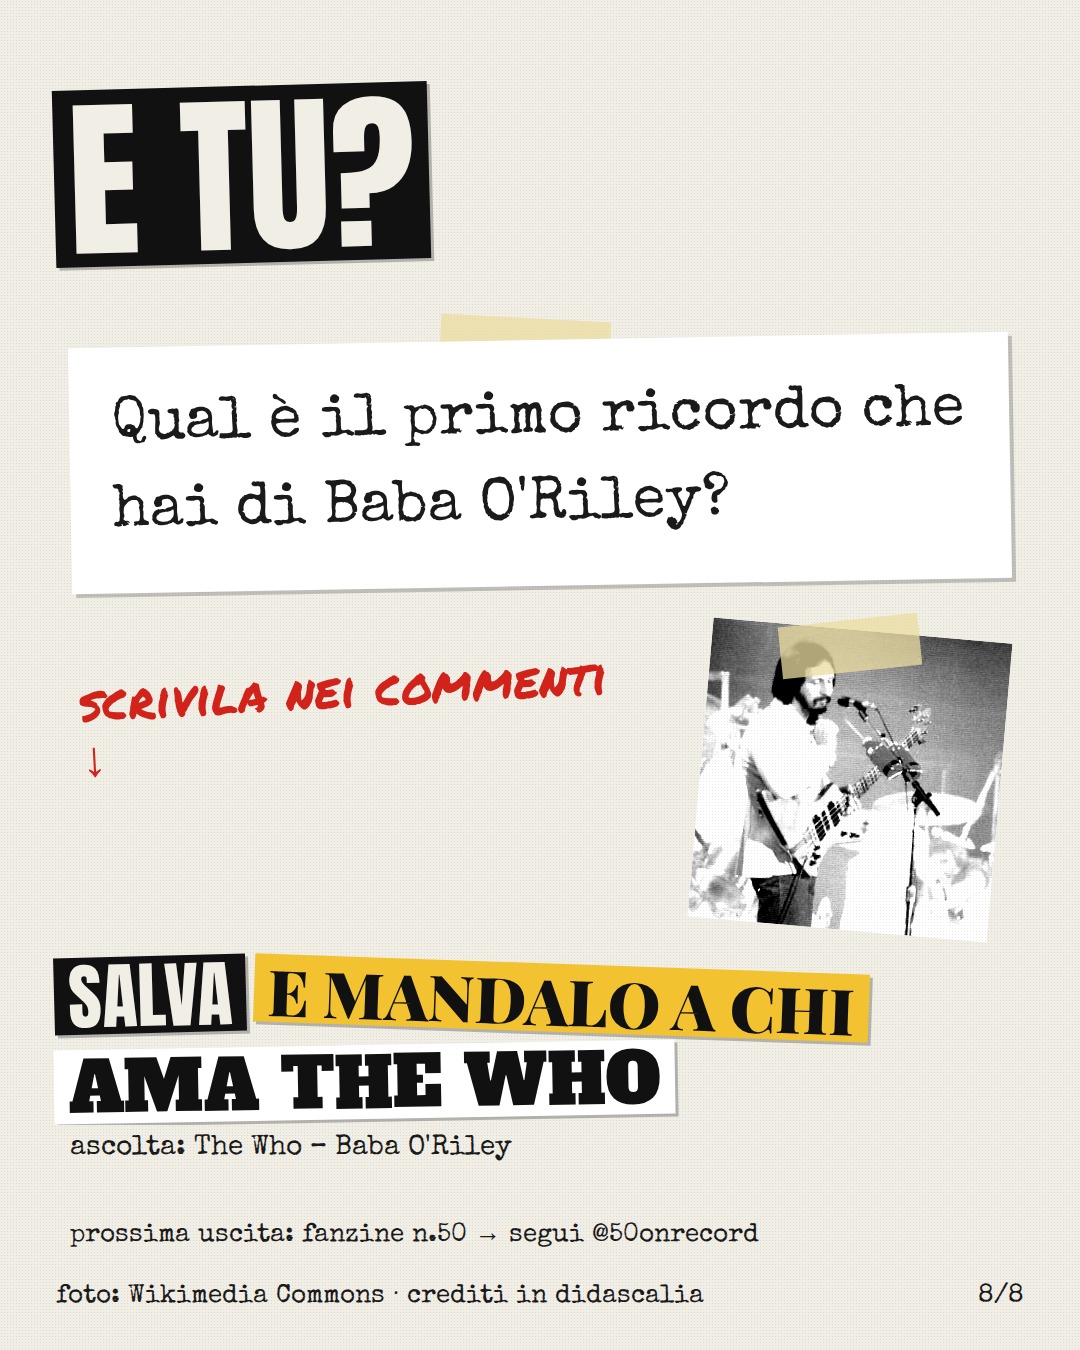 E TU?
Qual è il primo ricordo che
hai di Baba O'Riley?
SCRIVILA NEI COMMENTI
↓
SALVA E MANDALO A CHI
AMA THE WHO
ascolta: The Who – Baba O'Riley
prossima uscita: fanzine n.50 → segui @50onrecord
foto: Wikimedia Commons · crediti in didascalia 8/8